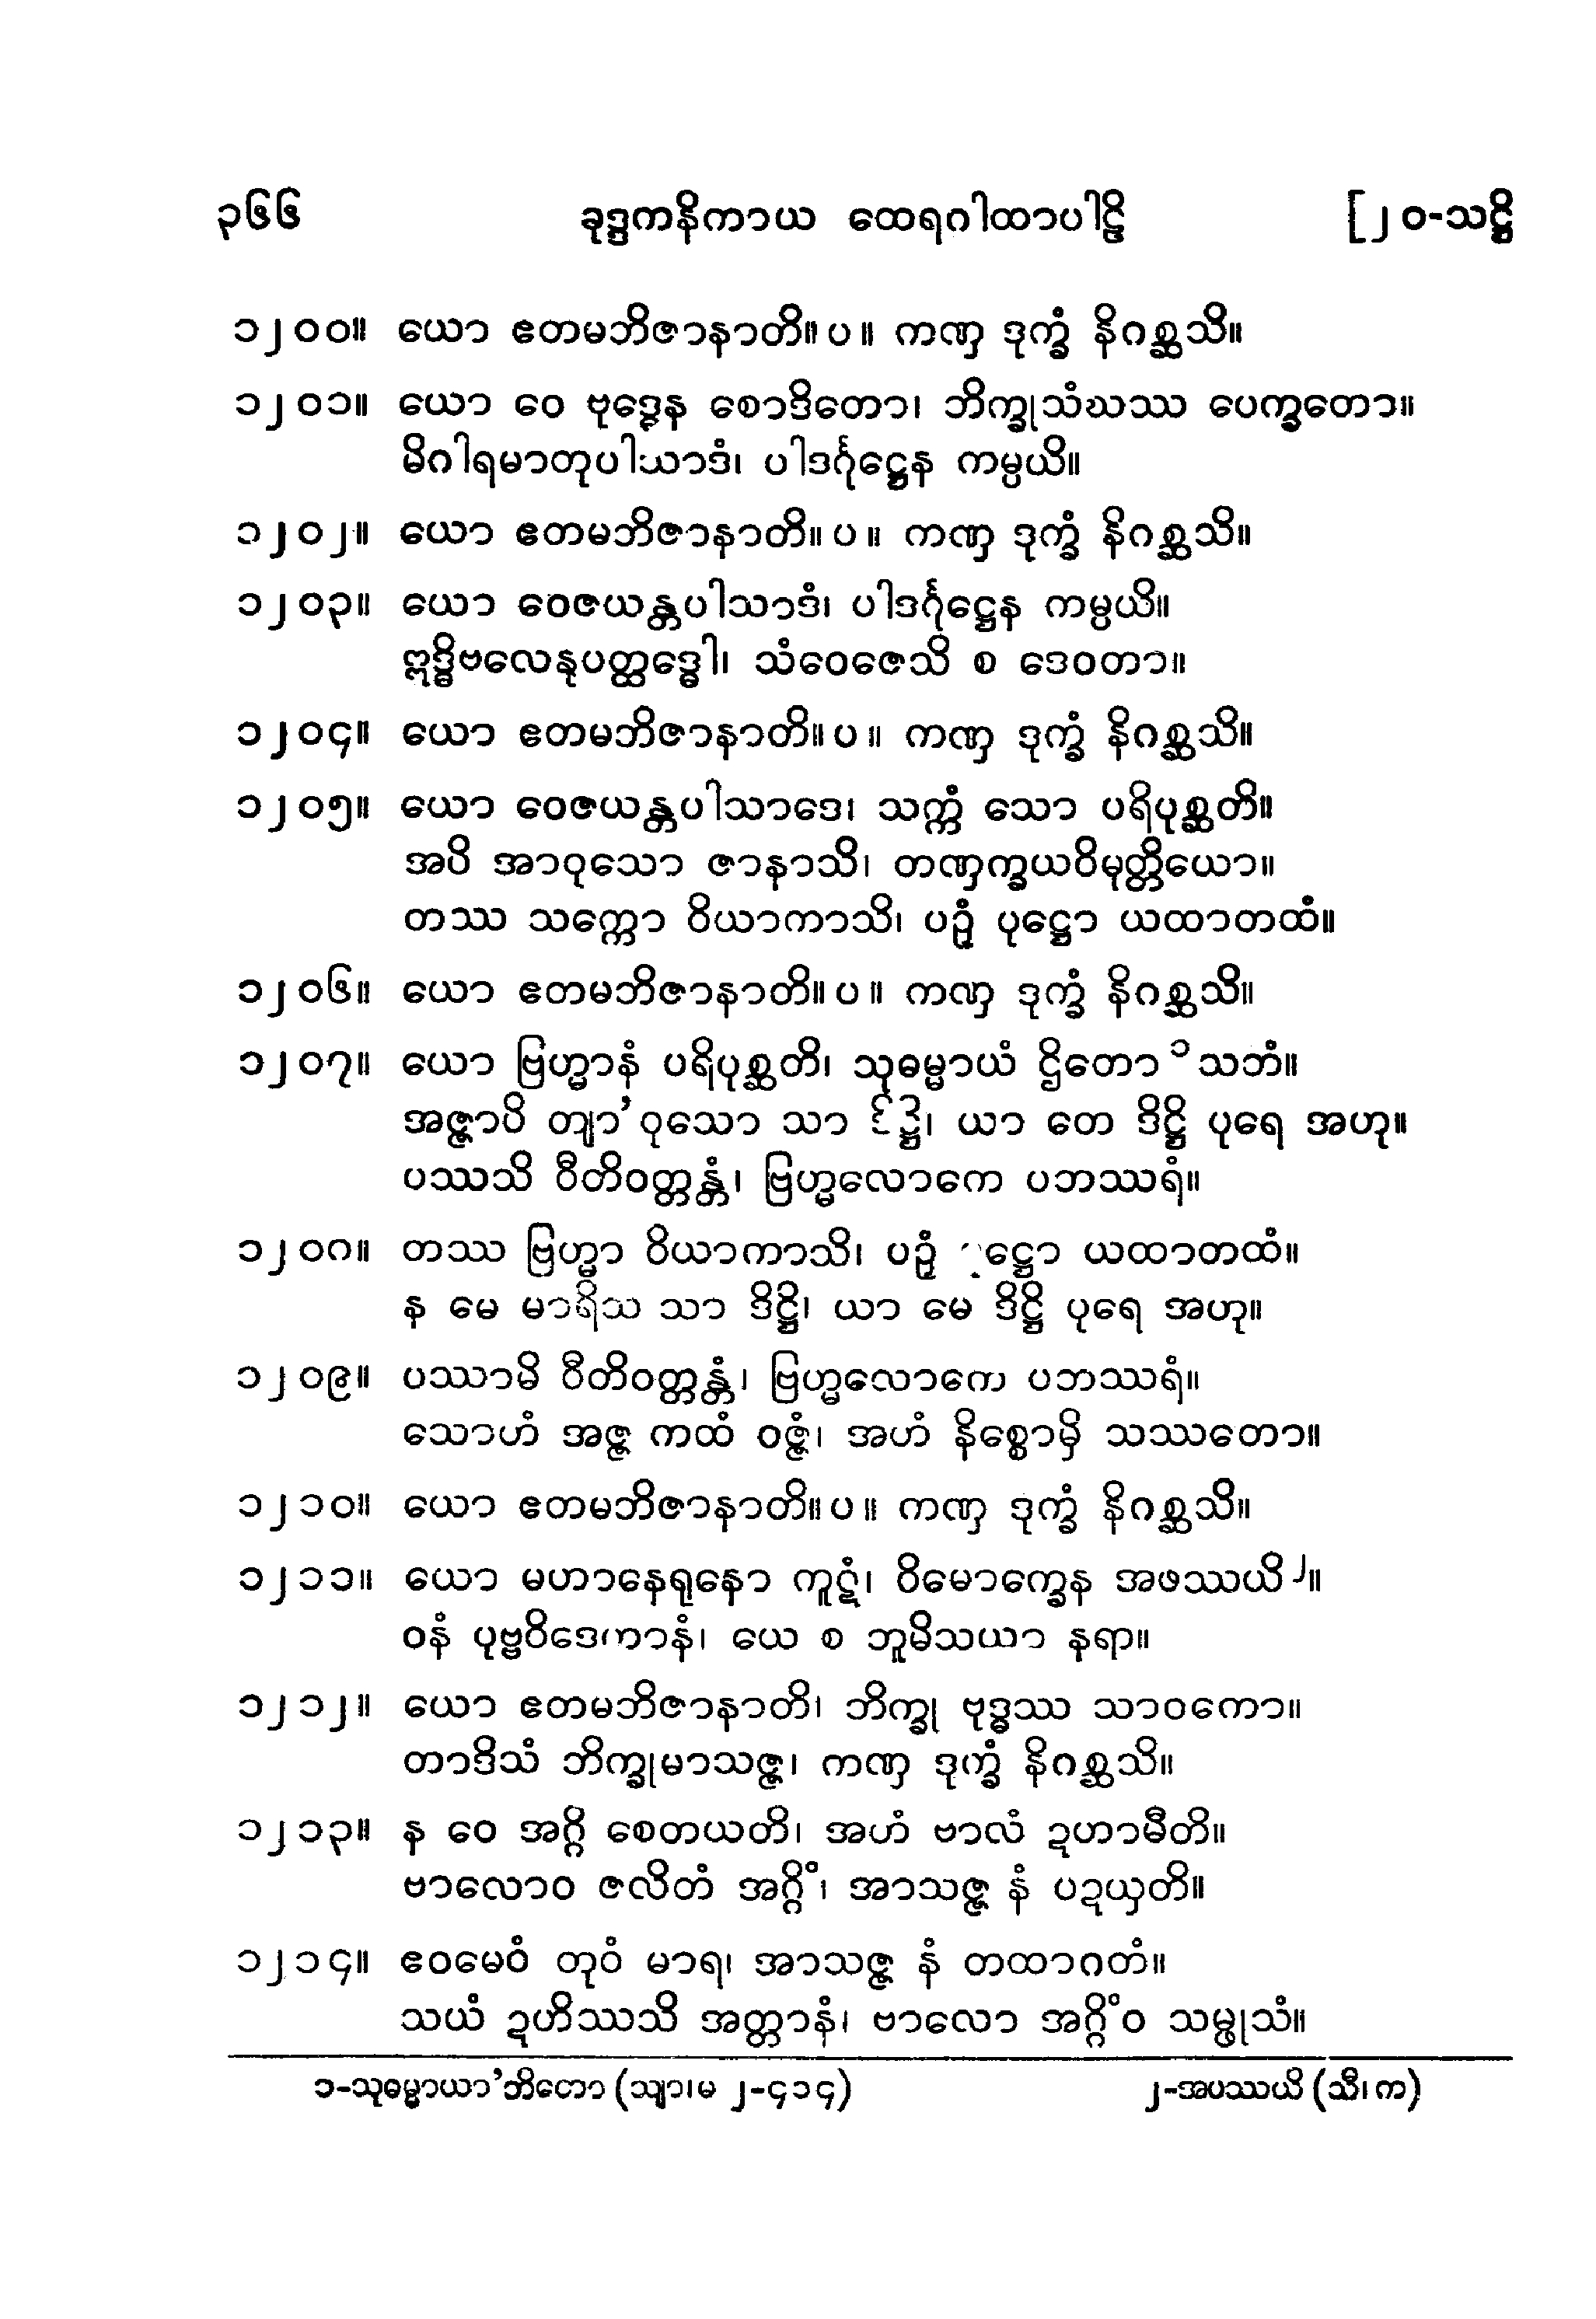 ၃၆၆ ခုဒ္ဒကနိကာယ ထေရဂါထာပါဠိ [၂၀-သဋ္ဌိ
၁၂၀၀။ ယော ဧတမဘိဇာနာတိ။ပ။ ကဏှ ဒုက္ခံ နိဂစ္ဆသိ။
၁၂၀၁။ ယော ဝေ ဗုဒ္ဓေန စောဒိတော၊ ဘိက္ခုသံဃဿ ပေက္ခတော။
မိဂါရမာတုပါသာဒံ၊ ပါဒင်္ဂုဋ္ဌေန ကမ္ပယိ။
၁၂၀၂။ ယော ဧတမဘိဇာနာတိ။ပ။ ကဏှ ဒုက္ခံ နိဂစ္ဆသိ။
၁၂၀၃။ ယော ဝေဇယန္တပါသာဒံ၊ ပါဒင်္ဂုဋ္ဌေန ကမ္ပယိ။
ဣဒ္ဓိဗလေနုပတ္ထဒ္ဓေါ၊ သံဝေဇေသိ စ ဒေဝတာ။
၁၂၀၄။ ယော ဧတမဘိဇာနာတိ။ပ။ ကဏှ ဒုက္ခံ နိဂစ္ဆသိ။
၁၂၀၅။ ယော ဝေဇယန္တပါသာဒေ၊ သက္ကံ သော ပရိပုစ္ဆတိ။
အပိ အာဝုသော ဇာနာသိ၊ တဏှက္ခယဝိမုတ္တိယော။
တဿ သက္ကော ဝိယာကာသိ၊ ပဉှံ ပုဋ္ဌော ယထာတထံ။
၁၂၀၆။ ယော ဧတမဘိဇာနာတိ။ပ။ ကဏှ ဒုက္ခံ နိဂစ္ဆသိ။
၁၂၀၇။ ယော ဗြဟ္မာနံ ပရိပုစ္ဆတိ၊ သုဓမ္မာယံ ဌိတော ၁ သဘံ။
အဇ္ဇာပိ တျာ’ဝုသော သာ ဒိဋ္ဌိ၊ ယာ တေ ဒိဋ္ဌိ ပုရေ အဟု။
ပဿသိ ဝီတိဝတ္တန္တံ၊ ဗြဟ္မလောကေ ပဘဿရံ။
၁၂၀၈။ တဿ ဗြဟ္မာ ဝိယာကာသိ၊ ပဉှံ ပုဋ္ဌော ယထာတထံ။
န မေ မာရိသ သာ ဒိဋ္ဌိ၊ ယာ မေ ဒိဋ္ဌိ ပုရေ အဟု။
၁၂၀၉။ ပဿာမိ ဝီတိဝတ္တန္တံ၊ ဗြဟ္မလောကေ ပဘဿရံ။
သောဟံ အဇ္ဇ ကထံ ဝဇ္ဇံ၊ အဟံ နိစ္စောမှိ သဿတော။
၁၂၁၀။ ယော ဧတမဘိဇာနာတိ။ပ။ ကဏှ ဒုက္ခံ နိဂစ္ဆသိ။
၁၂၁၁။ ယော မဟာနေရုနော ကူဋံ၊ ဝိမောက္ခေန အဖဿယိ ၂။
ဝနံ ပုဗ္ဗဝိဒေဟာနံ၊ ယေ စ ဘူမိသယာ နရာ။
၁၂၁၂။ ယော ဧတမဘိဇာနာတိ၊ ဘိက္ခု ဗုဒ္ဓဿ သာဝကော။
တာဒိသံ ဘိက္ခုမာသဇ္ဇ၊ ကဏှ ဒုက္ခံ နိဂစ္ဆသိ။
၁၂၁၃။ န ဝေ အဂ္ဂိ စေတယတိ၊ အဟံ ဗာလံ ဍဟာမီတိ။
ဗာလောဝ ဇလိတံ အဂ္ဂိံ၊ အာသဇ္ဇ နံ ပဍယှတိ။
၁၂၁၄။ ဧဝမေဝံ တုဝံ မာရ၊ အာသဇ္ဇ နံ တထာဂတံ။
သယံ ဍဟိဿသိ အတ္တာနံ၊ ဗာလော အဂ္ဂိံဝ သမ္ဖုသံ။
၁-သုဓမ္မာယာ’ဘိတော (သျာ၊မ ၂-၄၁၄) ၂-အပဿယိ (သီ၊က)